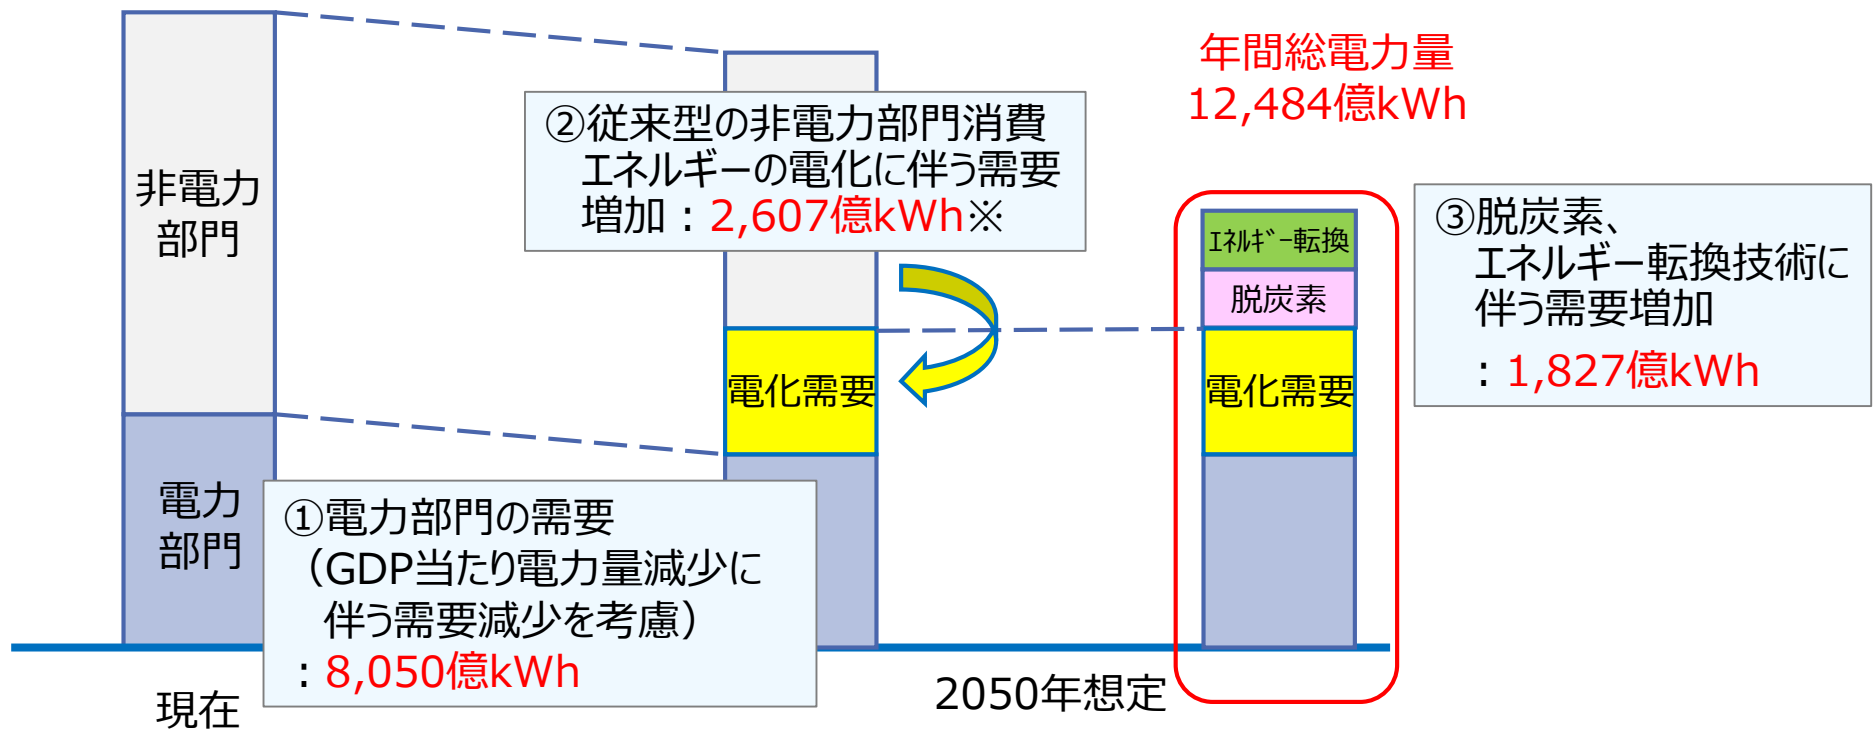 年間総電力量
12,484億kWh
②従来型の非電力部門消費
エネルギーの電化に伴う需要
増加：2,607億kWh※
非電力
部門
ｴﾈﾙｷﾞｰ転換
脱炭素
電化需要
電化需要
③脱炭素、
エネルギー転換技術に
伴う需要増加
：1,827億kWh
電力
部門
①電力部門の需要
（GDP当たり電力量減少に
伴う需要減少を考慮）
：8,050億kWh
現在
2050年想定